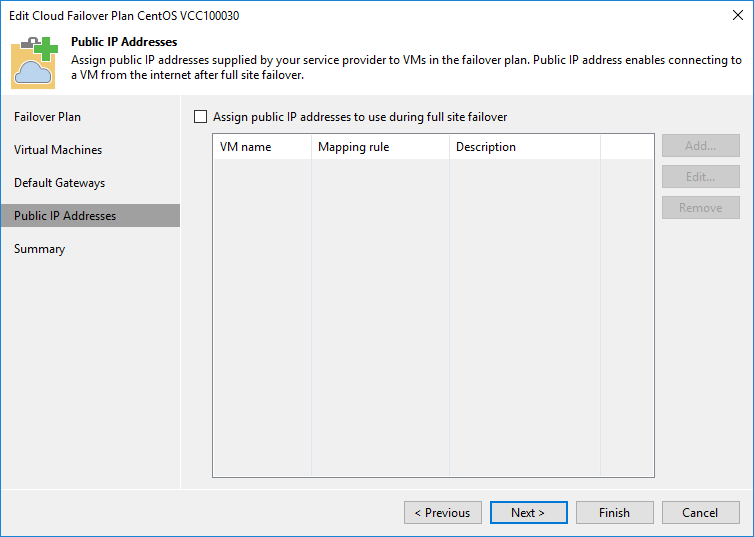 Edit Cloud Failover Plan CentOS VCC100030
Public IP Addresses
Assign public IP addresses supplied by your service provider to VMs in the failover plan. Public IP address enables connecting to
a VM from the internet after full site failover.
Failover Plan
Virtual Machines
Default Gateways
Public IP Addresses
Summary
Assign public IP addresses to use during full site failover
VM name Mapping rule Description
Add...
Edit...
Remove
< Previous Next > Finish Cancel